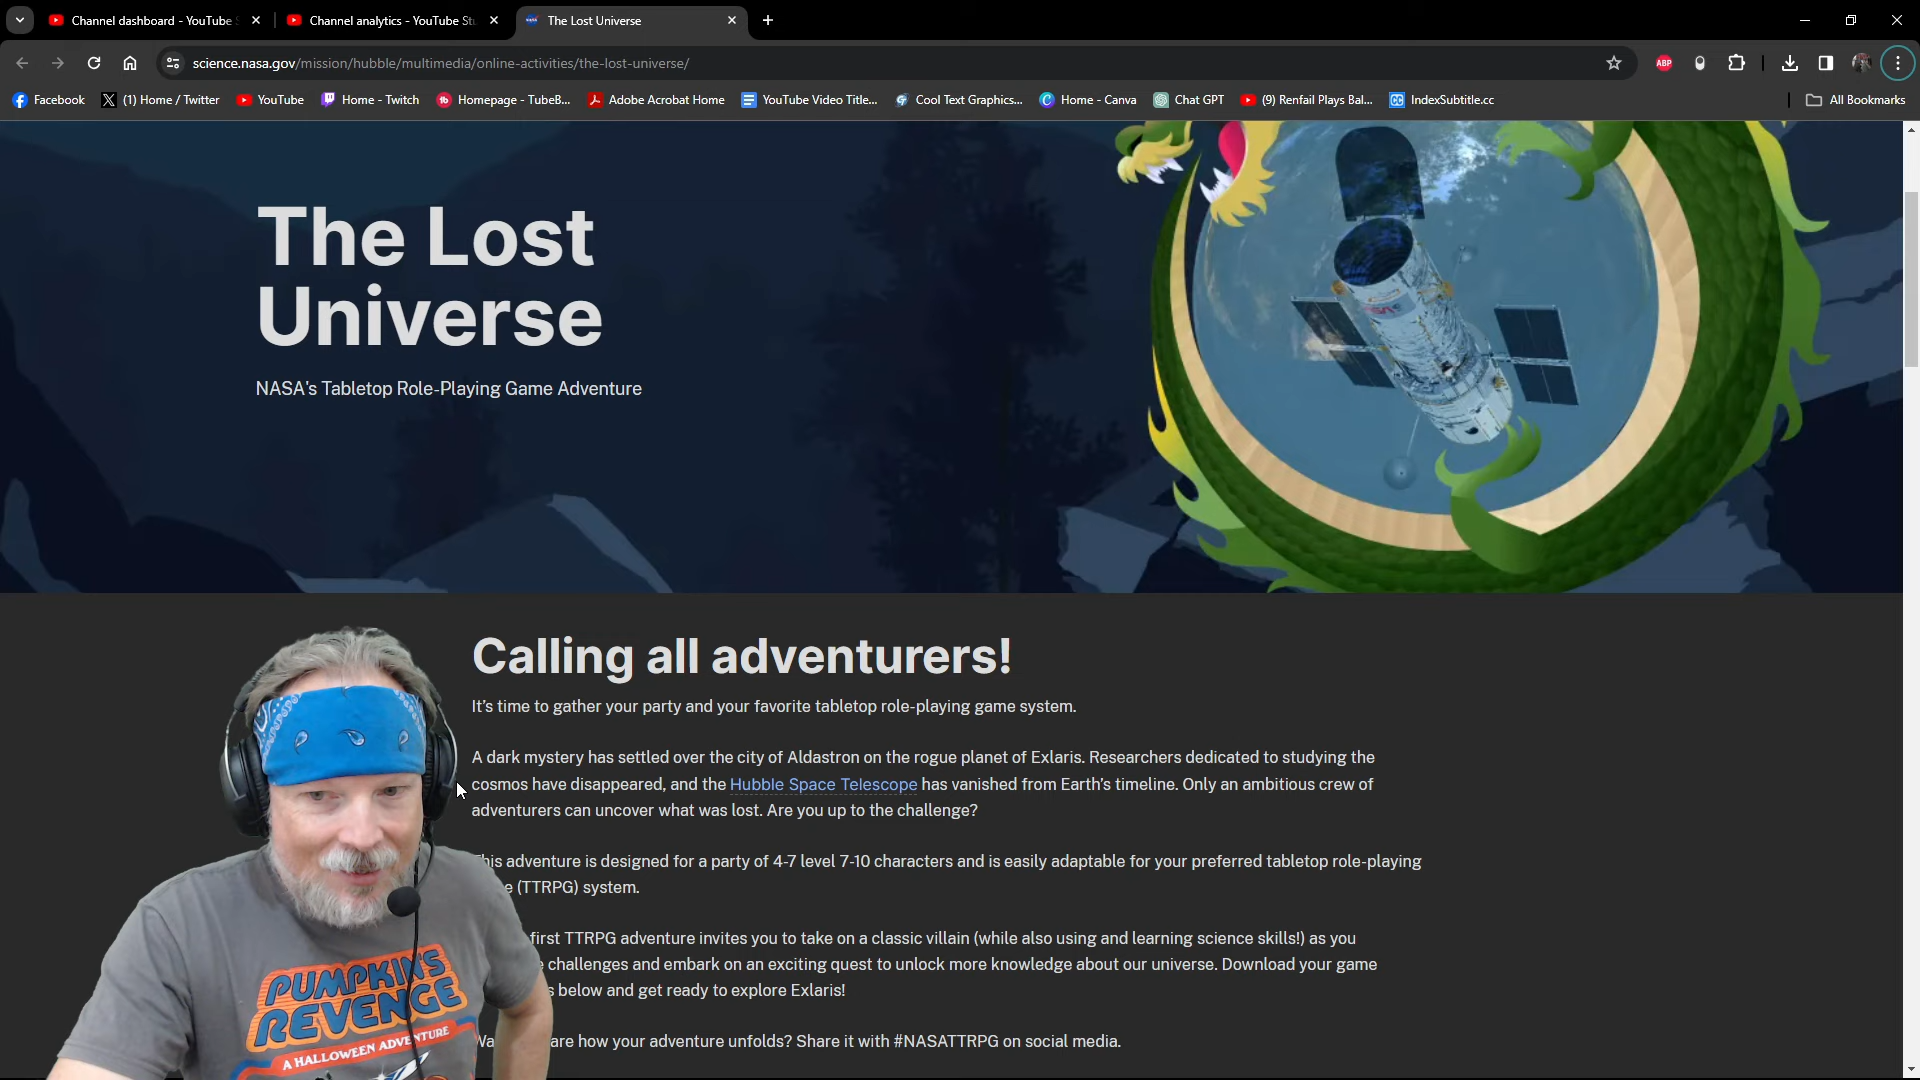 Channel dashboard - YouTube
Channel analytics - YouTube Stu
The Lost Universe
science.nasa.gov/mission/hubble/multimedia/online-activities/the-lost-universe/
ABP
Facebook
(1) Home / Twitter
YouTube
Home - Twitch
Homepage - TubeB...
Adobe Acrobat Home
YouTube Video Title...
Cool Text Graphics...
Home - Canva
Chat GPT
(9) Renfail Plays Bal...
CC IndexSubtitle.cc
All Bookmarks
The Lost
Universe
NASA's Tabletop Role-Playing Game Adventure
Calling all adventurers!
It's time to gather your party and your favorite tabletop role-playing game system.
A dark mystery has settled over the city of Aldastron on the rogue planet of Exlaris. Researchers dedicated to studying the
cosmos have disappeared, and the Hubble Space Telescope has vanished from Earth's timeline. Only an ambitious crew of
adventurers can uncover what was lost. Are you up to the challenge?
This adventure is designed for a party of 4-7 level 7-10 characters and is easily adaptable for your preferred tabletop role-playing
(TTRPG) system.
first TTRPG adventure invites you to take on a classic villain (while also using and learning science skills!) as you
challenges and embark on an exciting quest to unlock more knowledge about our universe. Download your game
below and get ready to explore Exlaris!
how your adventure unfolds? Share it with #NASATTRPG on social media.
PUMPKIN'S
REVENGE
A HALLOWEEN ADVENTURE